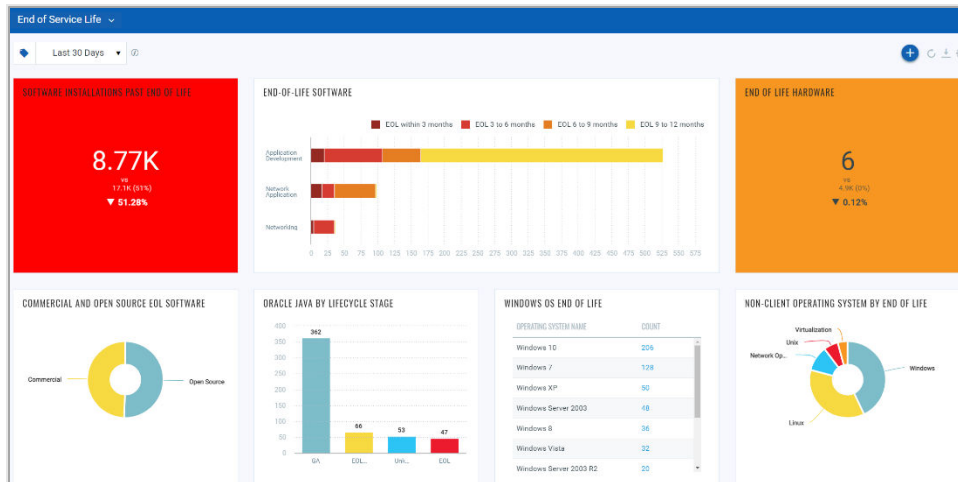 End of Service Life
Last 30 Days
SOFTWARE INSTALLATIONS PAST END OF LIFE
8.77K
vs
17.1K (51%)
▼ 51.28%
END-OF-LIFE SOFTWARE
EOL within 3 months EOL 3 to 6 months EOL 6 to 9 months EOL 9 to 12 months
Application
Development
Network
Application
Networking
0 25 50 75 100 125 150 175 200 225 250 275 300 325 350 375 400 425 450 475 500 525 550 575
END OF LIFE HARDWARE
6
vs
4.9K (0%)
▼ 0.12%
COMMERCIAL AND OPEN SOURCE EOL SOFTWARE
Commercial
Open Source
ORACLE JAVA BY LIFECYCLE STAGE
400
350
300
250
200
150
100
50
0
362
66
53
47
GA EOL... Uni... EOL
WINDOWS OS END OF LIFE
OPERATING SYSTEM NAME COUNT
Windows 10 206
Windows 7 128
Windows XP 50
Windows Server 2003 48
Windows 8 36
Windows Vista 32
Windows Server 2003 R2 20
NON-CLIENT OPERATING SYSTEM BY END OF LIFE
Virtualization
Unix
Network Op...
Windows
Linux